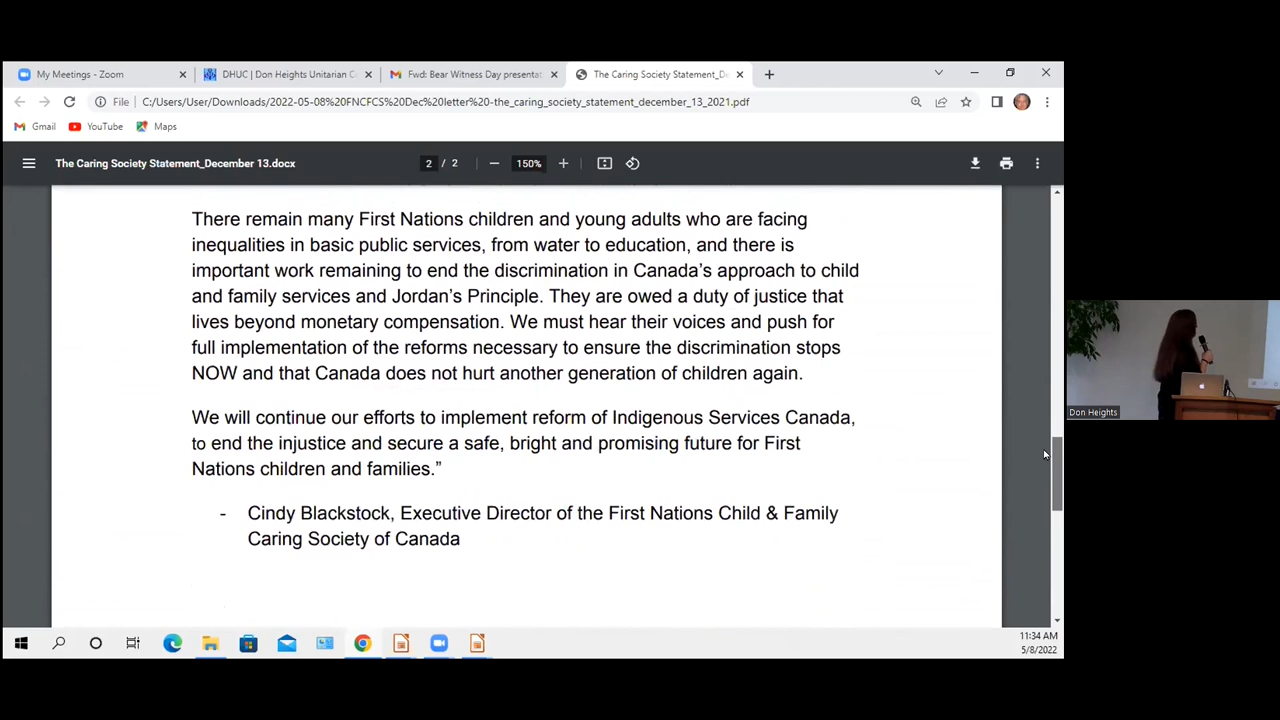 My Meetings - Zoom
DHUC | Don Heights Unitarian C
Fwd: Bear Witness Day presentat
The Caring Society Statement_De
File
C:/Users/User/Downloads/2022-05-08%20FNCFCS%20Dec%20letter%20-the_caring_society_statement_december_13_2021.pdf
Gmail
YouTube
Maps
The Caring Society Statement_December 13.docx
2 / 2
150%
There remain many First Nations children and young adults who are facing
inequalities in basic public services, from water to education, and there is
important work remaining to end the discrimination in Canada’s approach to child
and family services and Jordan’s Principle. They are owed a duty of justice that
lives beyond monetary compensation. We must hear their voices and push for
full implementation of the reforms necessary to ensure the discrimination stops
NOW and that Canada does not hurt another generation of children again.
We will continue our efforts to implement reform of Indigenous Services Canada,
to end the injustice and secure a safe, bright and promising future for First
Nations children and families.”
- Cindy Blackstock, Executive Director of the First Nations Child & Family
Caring Society of Canada
Don Heights
11:34 AM
5/8/2022